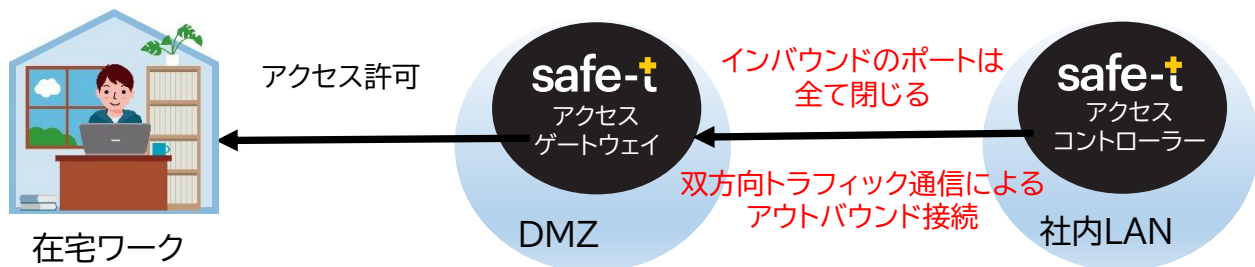 アクセス許可
在宅ワーク
safe-t
アクセス
ゲートウェイ
DMZ
インバウンドのポートは
全て閉じる
双方向トラフィック通信による
アウトバウンド接続
safe-t
アクセス
コントローラー
社内LAN